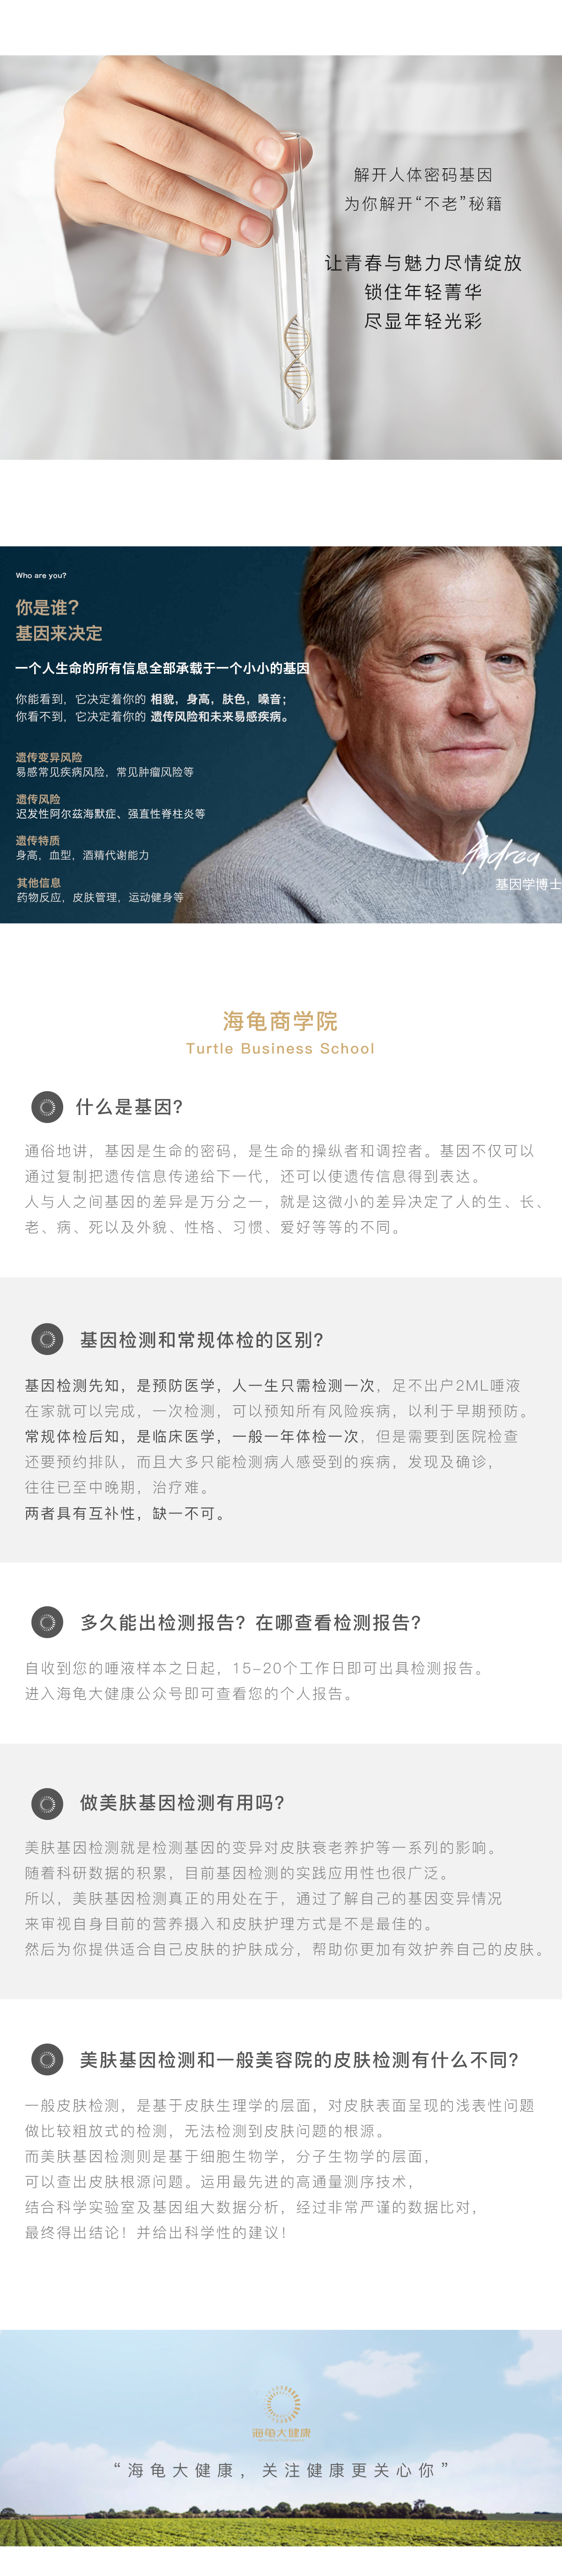 解开人体密码基因
为你解开“不老”秘籍
让青春与魅力尽情绽放
锁住年轻菁华
尽显年轻光彩
Who are you?
你是谁?
基因来决定
一个人生命的所有信息全部承载于一个小小的基因
你能看到，它决定着你的 相貌，身高，肤色，嗓音；
你看不到，它决定着你的 遗传风险和未来易感疾病。
遗传变异风险
易感常见疾病风险，常见肿瘤风险等
遗传风险
迟发性阿尔兹海默症、强直性脊柱炎等
遗传特质
身高，血型，酒精代谢能力
其他信息
药物反应，皮肤管理，运动健身等
Andrea
基因学博士
海龟商学院
Turtle Business School
什么是基因?
通俗地讲，基因是生命的密码，是生命的操纵者和调控者。基因不仅可以
通过复制把遗传信息传递给下一代，还可以使遗传信息得到表达。
人与人之间基因的差异是万分之一，就是这微小的差异决定了人的生、长、
老、病、死以及外貌、性格、习惯、爱好等等的不同。
基因检测和常规体检的区别?
基因检测先知，是预防医学，人一生只需检测一次，足不出户2ML唾液
在家就可以完成，一次检测，可以预知所有风险疾病，以利于早期预防。
常规体检后知，是临床医学，一般一年体检一次，但是需要到医院检查
还要预约排队，而且大多只能检测病人感受到的疾病，发现及确诊，
往往已至中晚期，治疗难。
两者具有互补性，缺一不可。
多久能出检测报告? 在哪查看检测报告?
自收到您的唾液样本之日起，15-20个工作日即可出具检测报告。
进入海龟大健康公众号即可查看您的个人报告。
做美肤基因检测有用吗?
美肤基因检测就是检测基因的变异对皮肤衰老养护等一系列的影响。
随着科研数据的积累，目前基因检测的实践应用性也很广泛。
所以，美肤基因检测真正的用处在于，通过了解自己的基因变异情况
来审视自身目前的营养摄入和皮肤护理方式是不是最佳的。
然后为你提供适合自己皮肤的护肤成分，帮助你更加有效护养自己的皮肤。
美肤基因检测和一般美容院的皮肤检测有什么不同?
一般皮肤检测，是基于皮肤生理学的层面，对皮肤表面呈现的浅表性问题
做比较粗放式的检测，无法检测到皮肤问题的根源。
而美肤基因检测则是基于细胞生物学，分子生物学的层面，
可以查出皮肤根源问题。运用最先进的高通量测序技术，
结合科学实验室及基因组大数据分析，经过非常严谨的数据比对，
最终得出结论！并给出科学性的建议！
海龟大健康
“海龟大健康，关注健康更关心你”